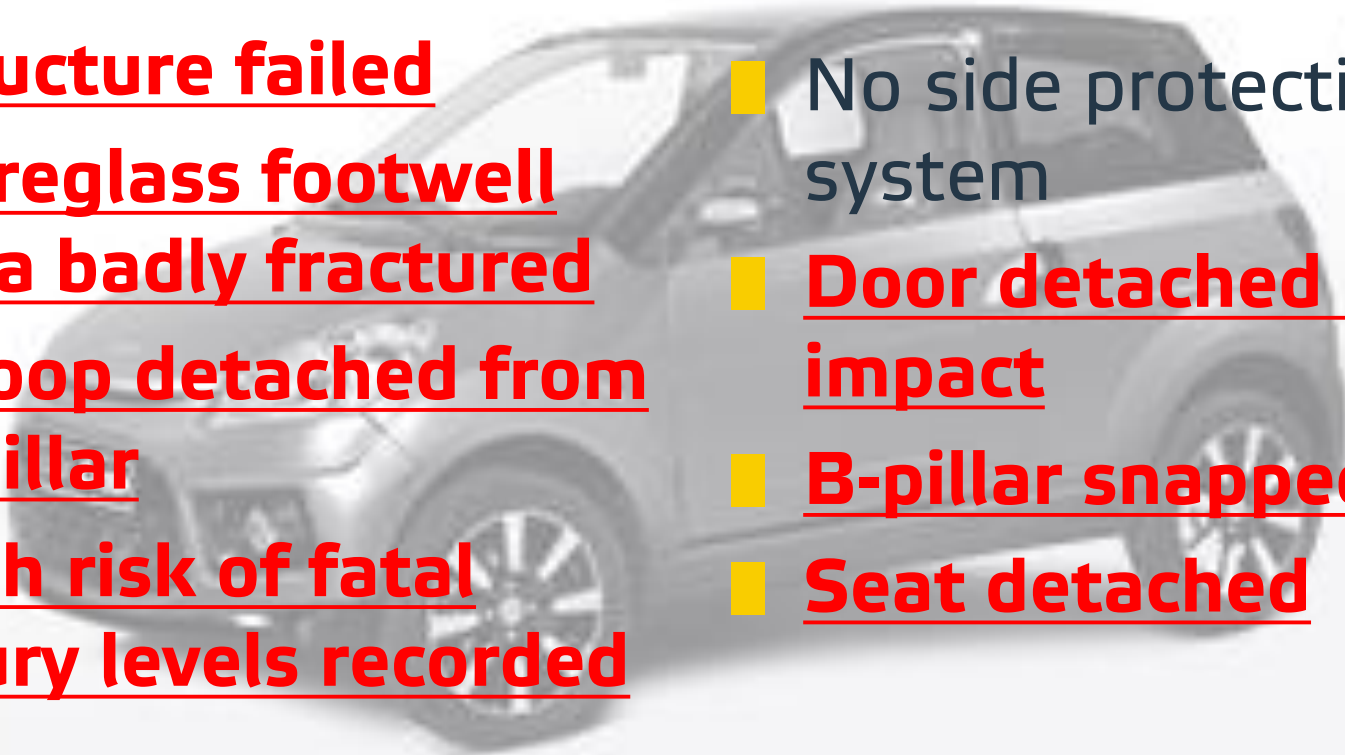 ucture failed
reglass footwell
a badly fractured
oop detached from
illar
h risk of fatal
ury levels recorded
No side protecti
system
Door detached
impact
B-pillar snapped
Seat detached